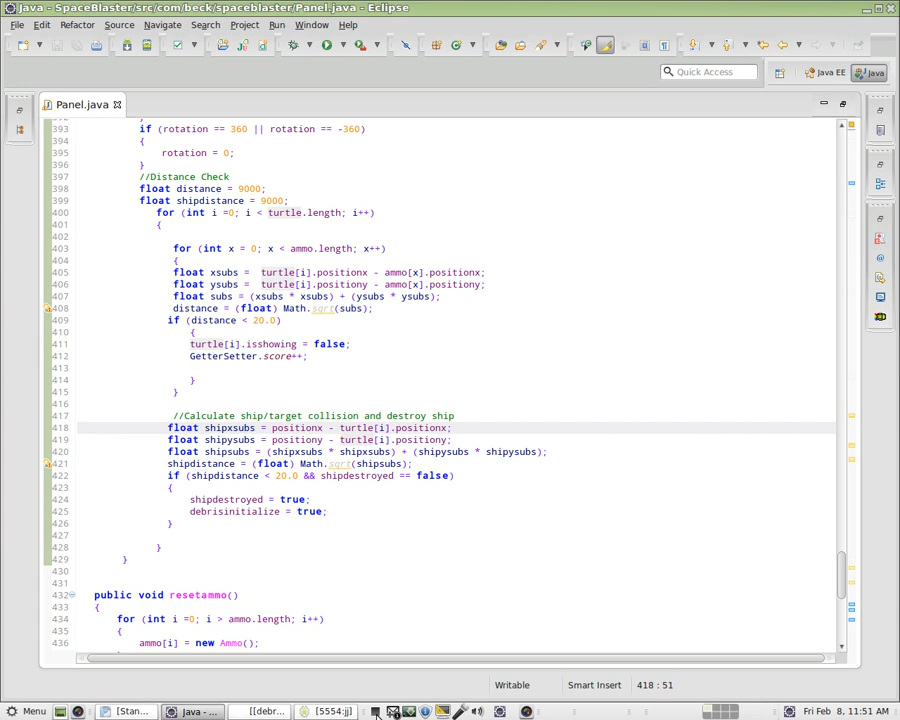 Java - SpaceBlaster/src/com/beck/spaceblaster/Panel.java - Eclipse
File Edit Refactor Source Navigate Search Project Run Window Help
Quick Access Java EE Java
Panel.java
393 if (rotation == 360 || rotation == -360)
394 {
395 rotation = 0;
396 }
397 //Distance Check
398 float distance = 9000;
399 float shipdistance = 9000;
400 for (int i =0; i < turtle.length; i++)
401 {
402
403 for (int x = 0; x < ammo.length; x++)
404 {
405 float xsubs = turtle[i].positionx - ammo[x].positionx;
406 float ysubs = turtle[i].positiony - ammo[x].positiony;
407 float subs = (xsubs * xsubs) + (ysubs * ysubs);
408 distance = (float) Math.sqrt(subs);
409 if (distance < 20.0)
410 {
411 turtle[i].isshowing = false;
412 GetterSetter.score++;
413
414 }
415 }
416
417 //Calculate ship/target collision and destroy ship
418 float shipxsubs = positionx - turtle[i].positionx;
419 float shipysubs = positiony - turtle[i].positiony;
420 float shipsubs = (shipxsubs * shipxsubs) + (shipysubs * shipysubs);
421 shipdistance = (float) Math.sqrt(shipsubs);
422 if (shipdistance < 20.0 && shipdestroyed == false)
423 {
424 shipdestroyed = true;
425 debrisinitialize = true;
426 }
427
428 }
429 }
430
431
432 public void resetammo()
433 {
434 for (int i =0; i > ammo.length; i++)
435 {
436 ammo[i] = new Ammo();
Writable Smart Insert 418 : 51
Menu [Stan... Java - ... [[debr... [5554:jj] Fri Feb 8, 11:51 AM